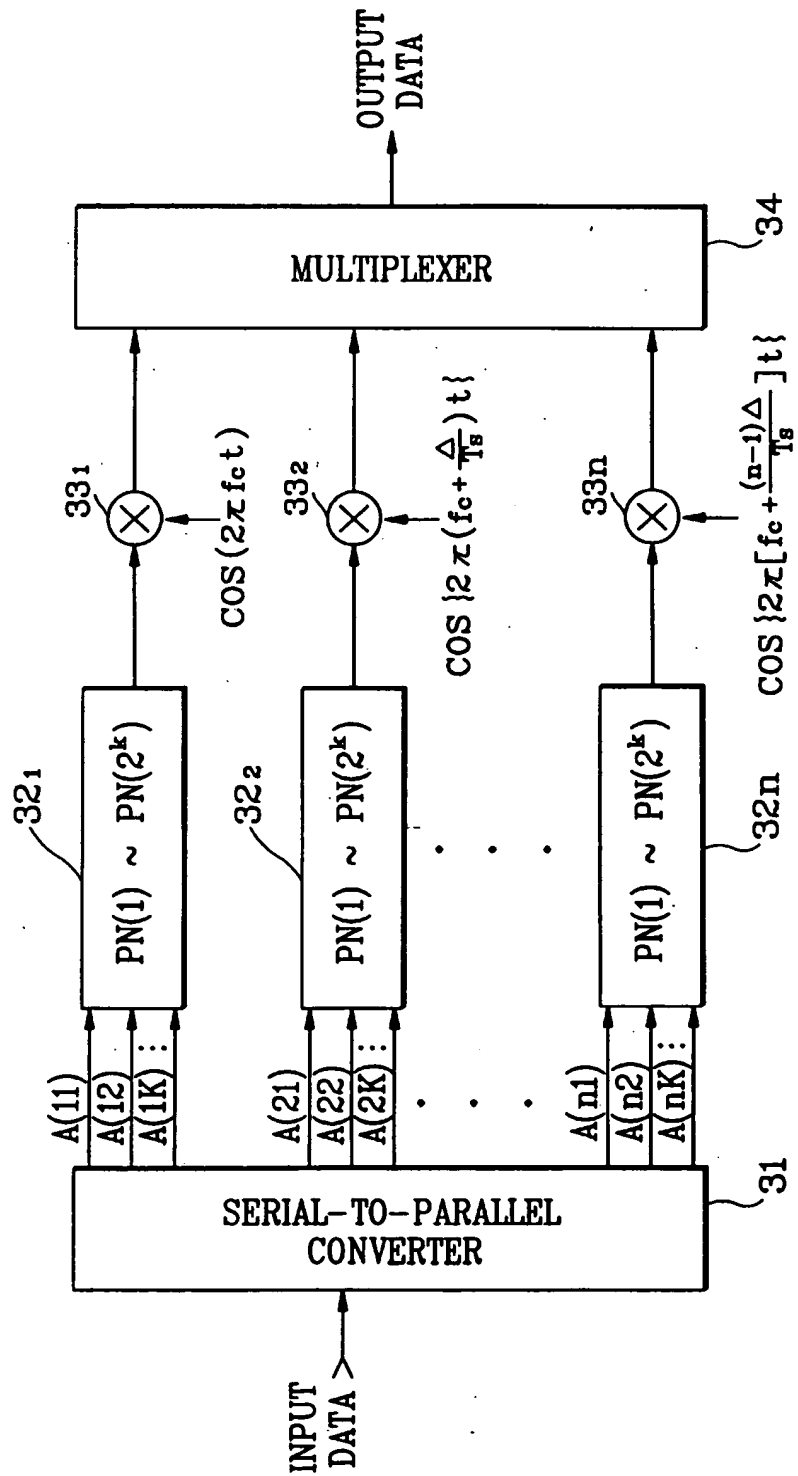 INPUT
DATA
SERIAL-TO-PARALLEL
CONVERTER
31
A(11)
A(12)
A(1K)
A(21)
A(22)
A(2K)
A(n1)
A(n2)
A(nK)
32₁
PN(1) ~ PN(2ᵏ)
32₂
PN(1) ~ PN(2ᵏ)
32n
PN(1) ~ PN(2ᵏ)
33₁
COS(2πfct)
33₂
COS{2π(fc+Δ/Ts)t}
33n
COS{2π[fc+(n-1)Δ/Ts]t}
MULTIPLEXER
34
OUTPUT
DATA